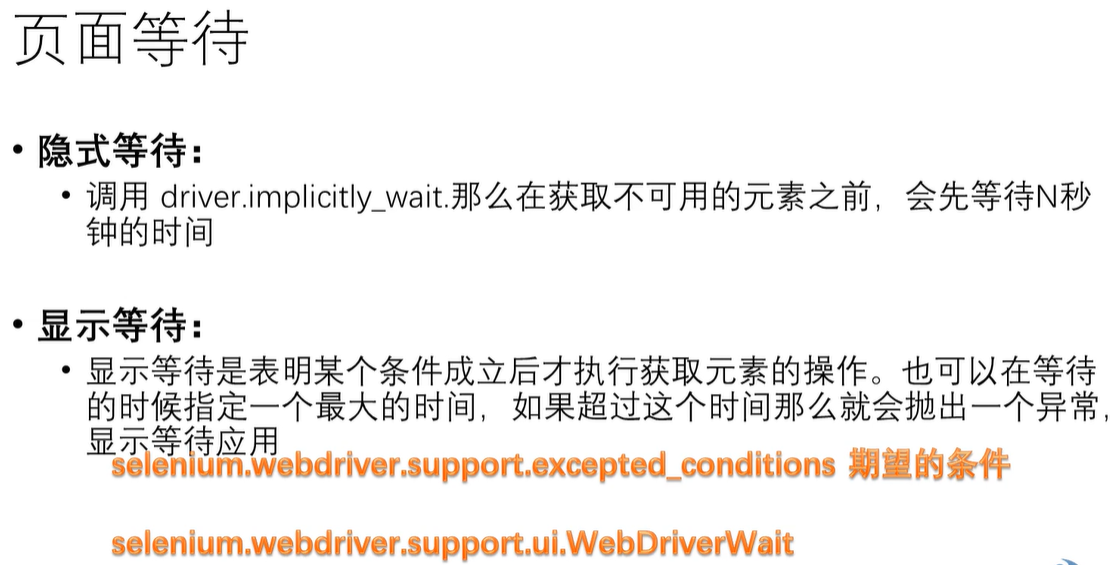 页面等待
• 隐式等待：
• 调用 driver.implicitly_wait.那么在获取不可用的元素之前，会先等待N秒
钟的时间
• 显示等待：
• 显示等待是表明某个条件成立后才执行获取元素的操作。也可以在等待
的时候指定一个最大的时间，如果超过这个时间那么就会抛出一个异常，
显示等待应用
selenium.webdriver.support.excepted_conditions 期望的条件
selenium.webdriver.support.ui.WebDriverWait